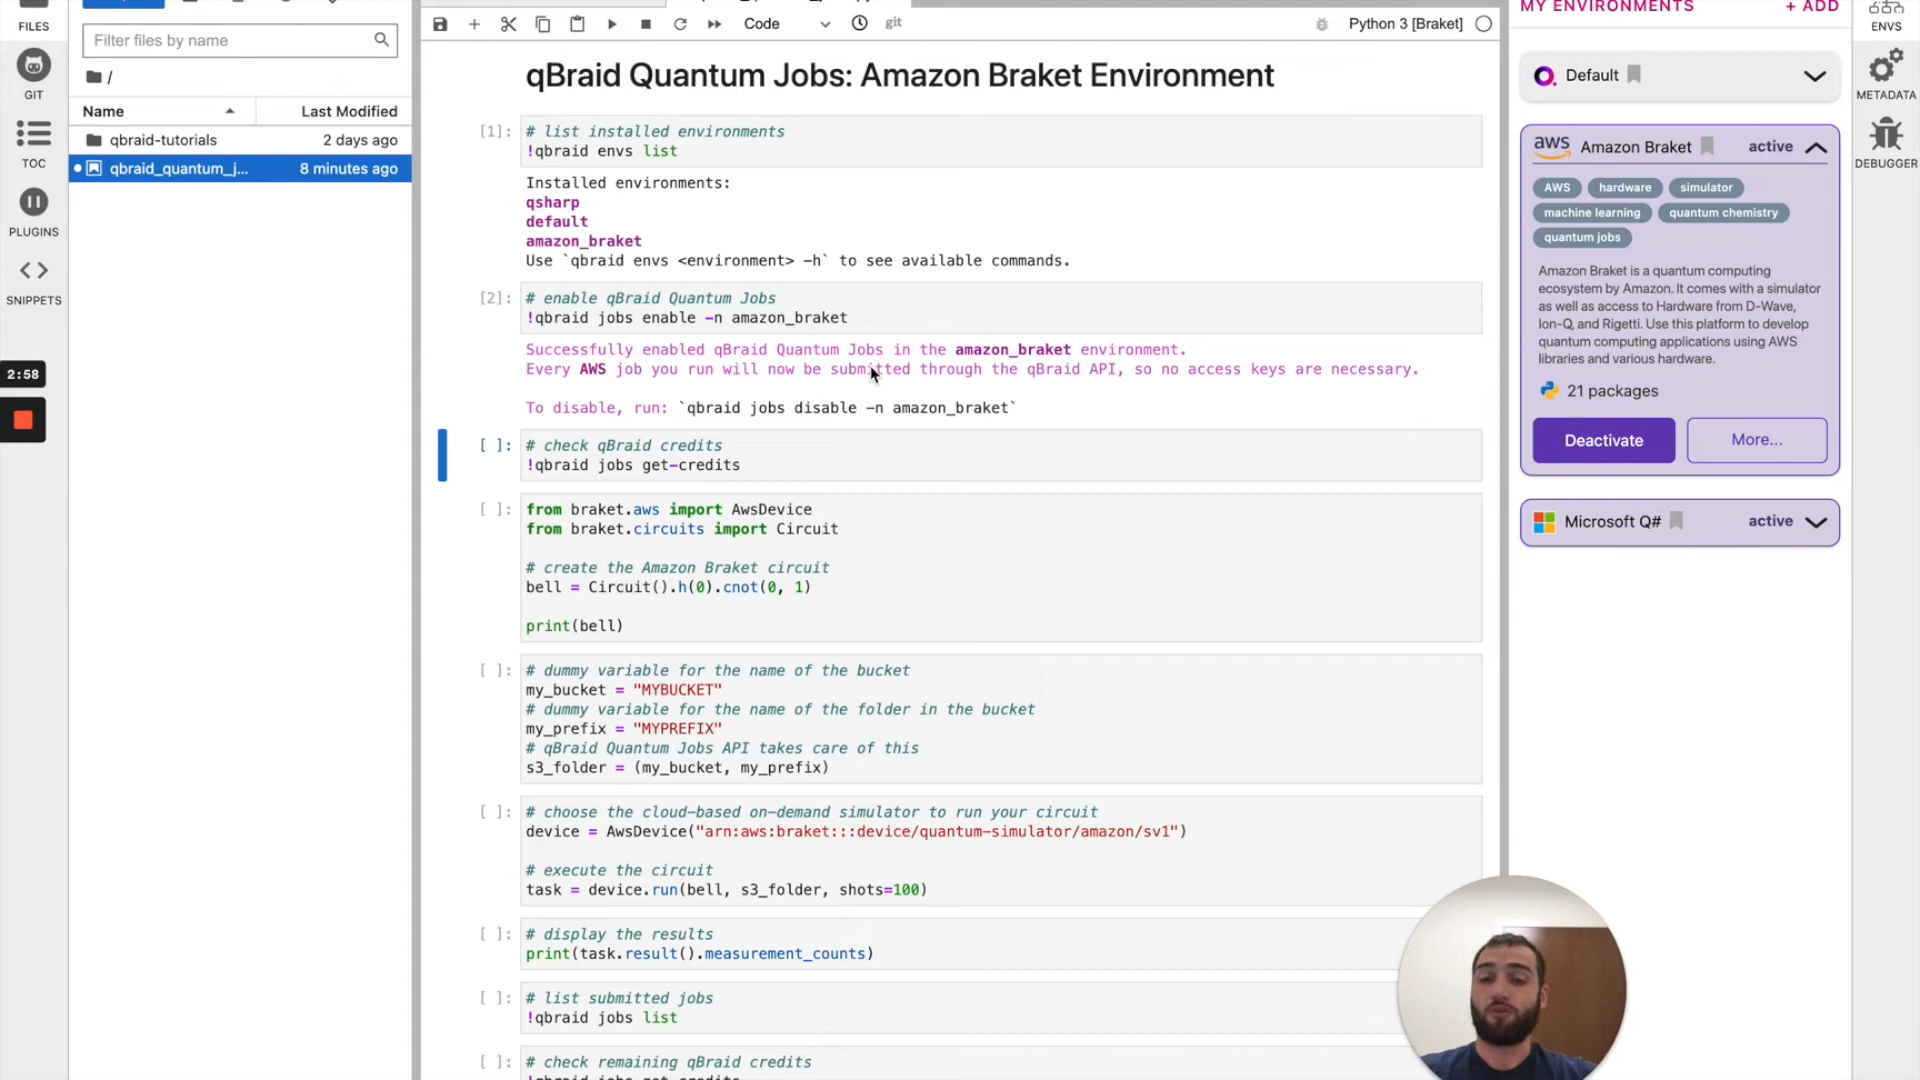 FILES
Filter files by name
/
Name
Last Modified
qbraid-tutorials
2 days ago
qbraid_quantum_j...
8 minutes ago
GIT
TOC
PLUGINS
SNIPPETS
2:58
Code
git
Python 3 [Braket]
qBraid Quantum Jobs: Amazon Braket Environment
[1]:
# list installed environments
!qbraid envs list
Installed environments:
qsharp
default
amazon_braket
Use `qbraid envs <environment> -h` to see available commands.
[2]:
# enable qBraid Quantum Jobs
!qbraid jobs enable -n amazon_braket
Successfully enabled qBraid Quantum Jobs in the amazon_braket environment.
Every AWS job you run will now be submitted through the qBraid API, so no access keys are necessary.
To disable, run: `qbraid jobs disable -n amazon_braket`
[ ]:
# check qBraid credits
!qbraid jobs get-credits
[ ]:
from braket.aws import AwsDevice
from braket.circuits import Circuit
# create the Amazon Braket circuit
bell = Circuit().h(0).cnot(0, 1)
print(bell)
[ ]:
# dummy variable for the name of the bucket
my_bucket = "MYBUCKET"
# dummy variable for the name of the folder in the bucket
my_prefix = "MYPREFIX"
# qBraid Quantum Jobs API takes care of this
s3_folder = (my_bucket, my_prefix)
[ ]:
# choose the cloud-based on-demand simulator to run your circuit
device = AwsDevice("arn:aws:braket:::device/quantum-simulator/amazon/sv1")
# execute the circuit
task = device.run(bell, s3_folder, shots=100)
[ ]:
# display the results
print(task.result().measurement_counts)
[ ]:
# list submitted jobs
!qbraid jobs list
[ ]:
# check remaining qBraid credits
MY ENVIRONMENTS
+ ADD
Default
aws Amazon Braket
active
AWS
hardware
simulator
machine learning
quantum chemistry
quantum jobs
Amazon Braket is a quantum computing
ecosystem by Amazon. It comes with a simulator
as well as access to Hardware from D-Wave,
Ion-Q, and Rigetti. Use this platform to develop
quantum computing applications using AWS
libraries and various hardware.
21 packages
Deactivate
More...
Microsoft Q#
active
ENVS
METADATA
DEBUGGER